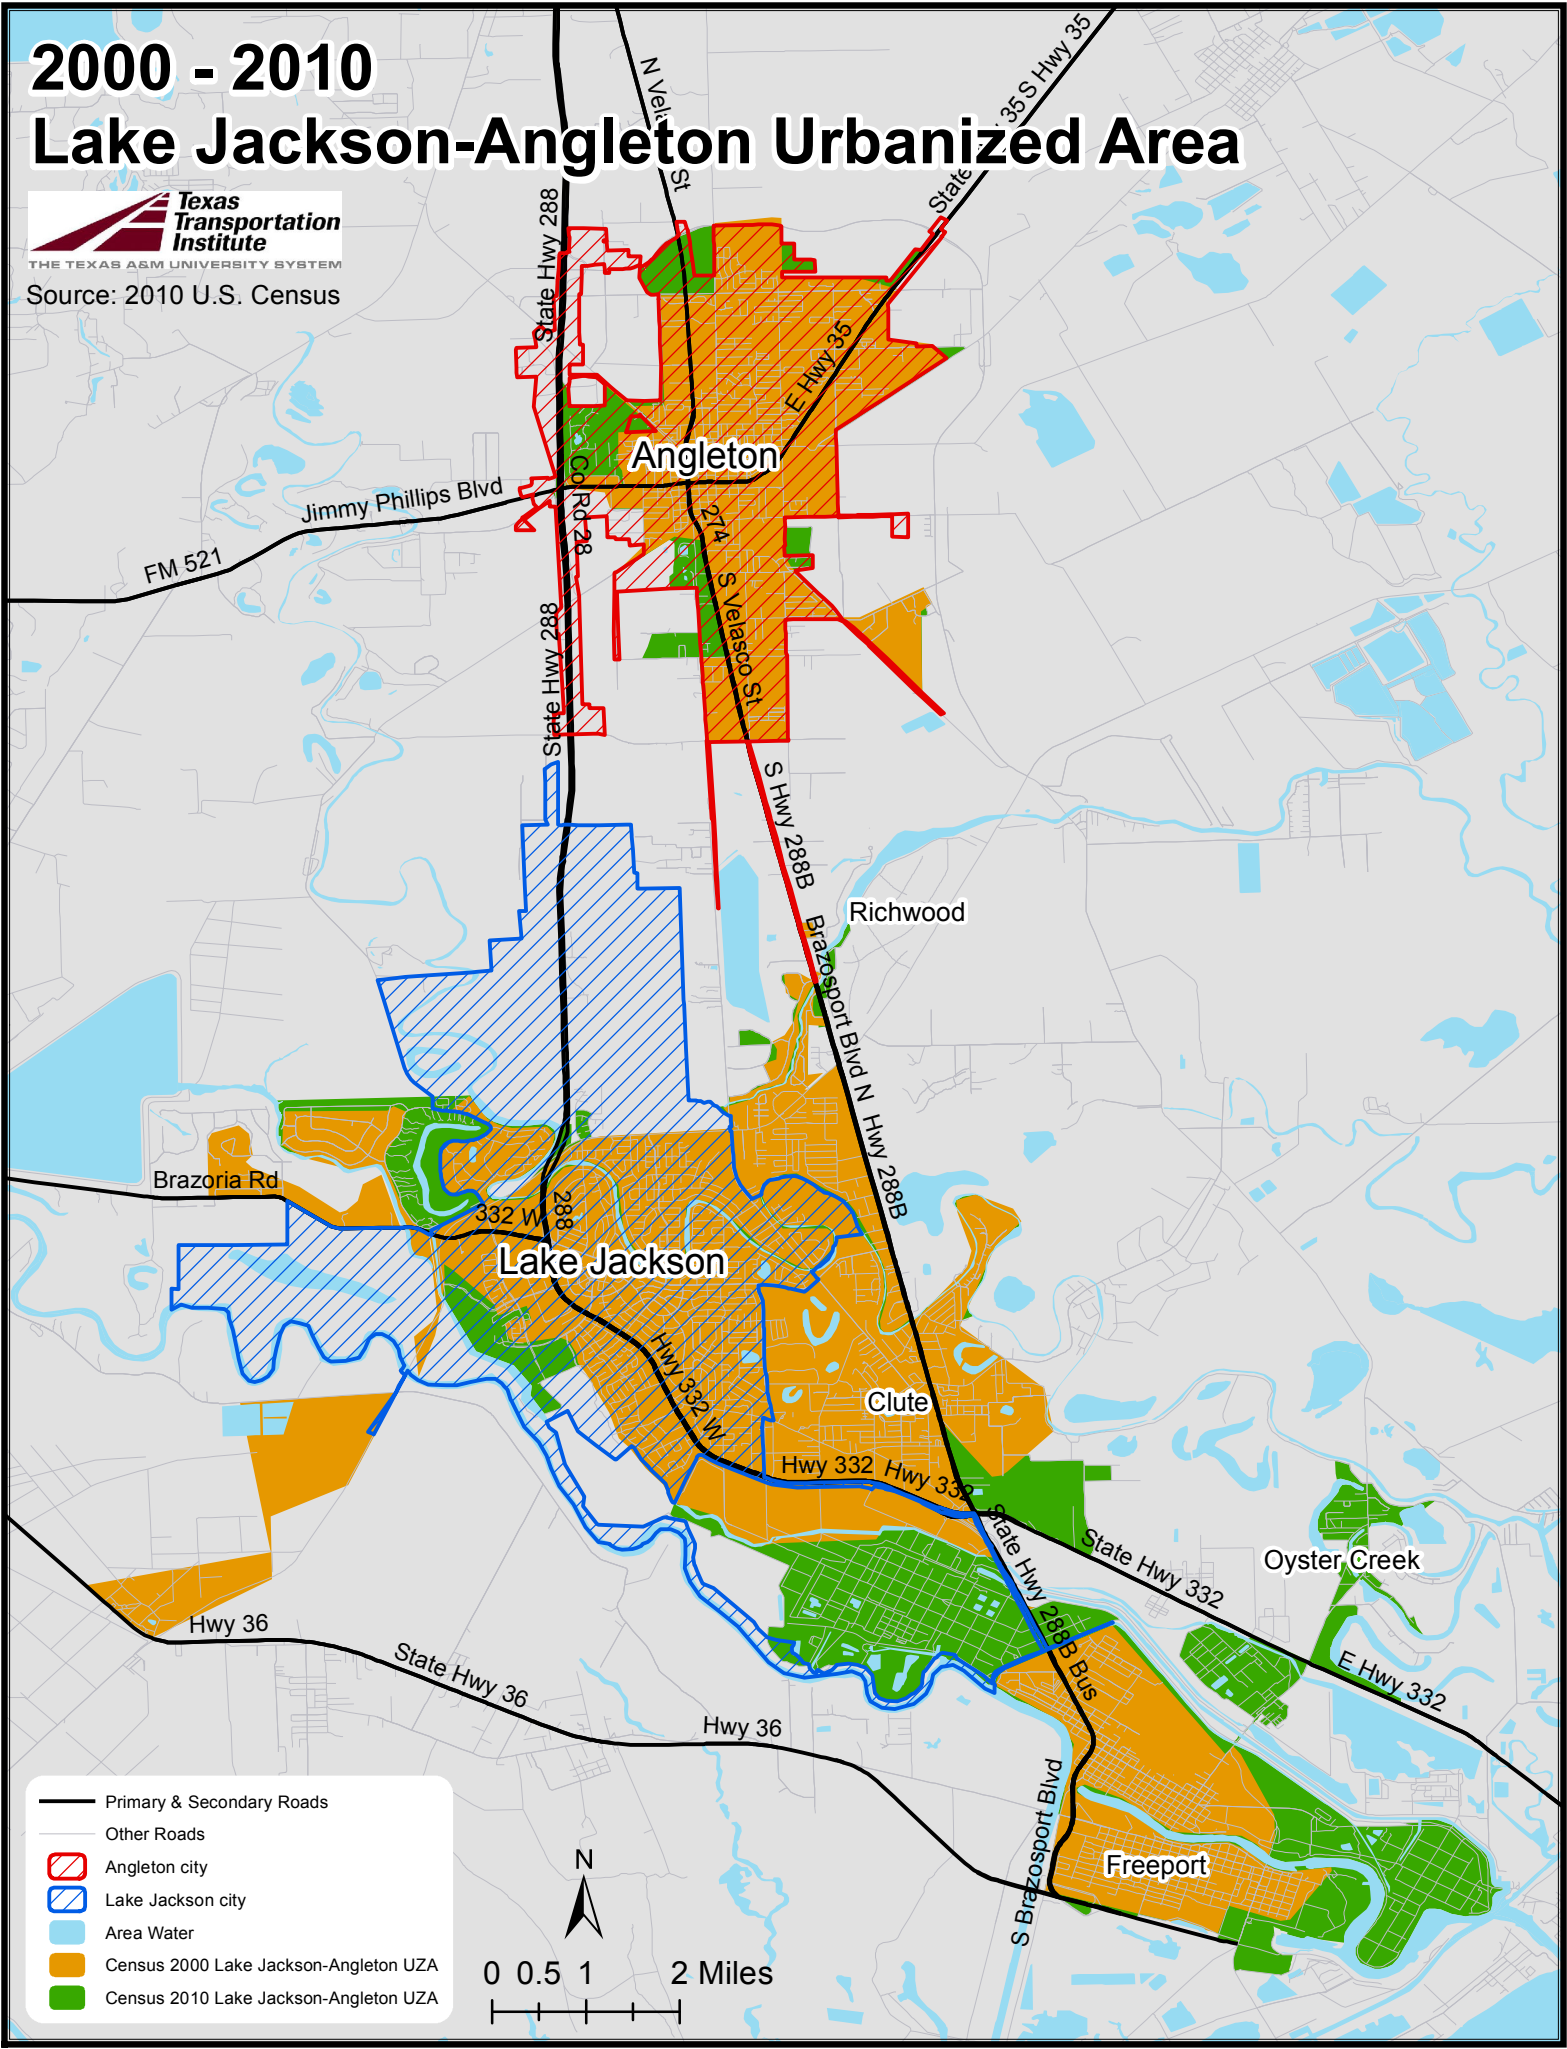 2000 - 2010
Lake Jackson-Angleton Urbanized Area
Texas
Transportation
Institute
THE TEXAS A&M UNIVERSITY SYSTEM
Source: 2010 U.S. Census
State Hwy 288
St
S Hwy 35
35
State
E Hwy 35
Angleton
Jimmy Phillips Blvd
FM 521
Co Rd 28
274
S Velasco St
State Hwy 288
State Hwy 288
S Hwy 288B
Richwood
Brazosport Blvd N
Hwy 288B
Brazoria Rd
332 W
288
Lake Jackson
Hwy 332 W
Clute
Hwy 332
Hwy 332
State Hwy 288B Bus
State Hwy 332
Oyster Creek
E Hwy 332
Hwy 36
State Hwy 36
Hwy 36
S Brazosport Blvd
Freeport
Primary & Secondary Roads
Other Roads
Angleton city
Lake Jackson city
Area Water
Census 2000 Lake Jackson-Angleton UZA
Census 2010 Lake Jackson-Angleton UZA
N
0 0.5 1 2 Miles